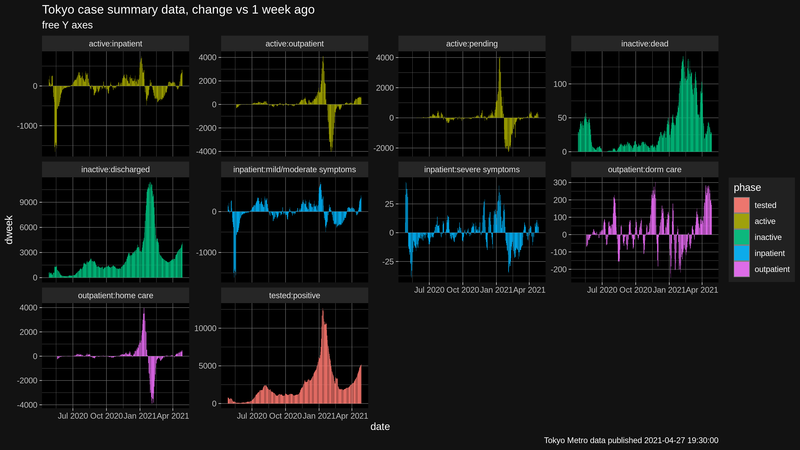 Tokyo case summary data, change vs 1 week ago
free Y axes
active:inpatient
active:outpatient
active:pending
inactive:dead
0
-1000
4000
2000
0
-2000
-4000
4000
2000
0
-2000
100
50
0
inactive:discharged
inpatient:mild/moderate symptoms
inpatient:severe symptoms
outpatient:dorm care
9000
6000
3000
0
0
-1000
25
0
-25
300
200
100
0
-100
-200
Jul 2020 Oct 2020 Jan 2021 Apr 2021
Jul 2020 Oct 2020 Jan 2021 Apr 2021
outpatient:home care
tested:positive
4000
2000
0
-2000
-4000
10000
5000
0
Jul 2020 Oct 2020 Jan 2021 Apr 2021
Jul 2020 Oct 2020 Jan 2021 Apr 2021
dweek
date
phase
tested
active
inactive
inpatient
outpatient
Tokyo Metro data published 2021-04-27 19:30:00